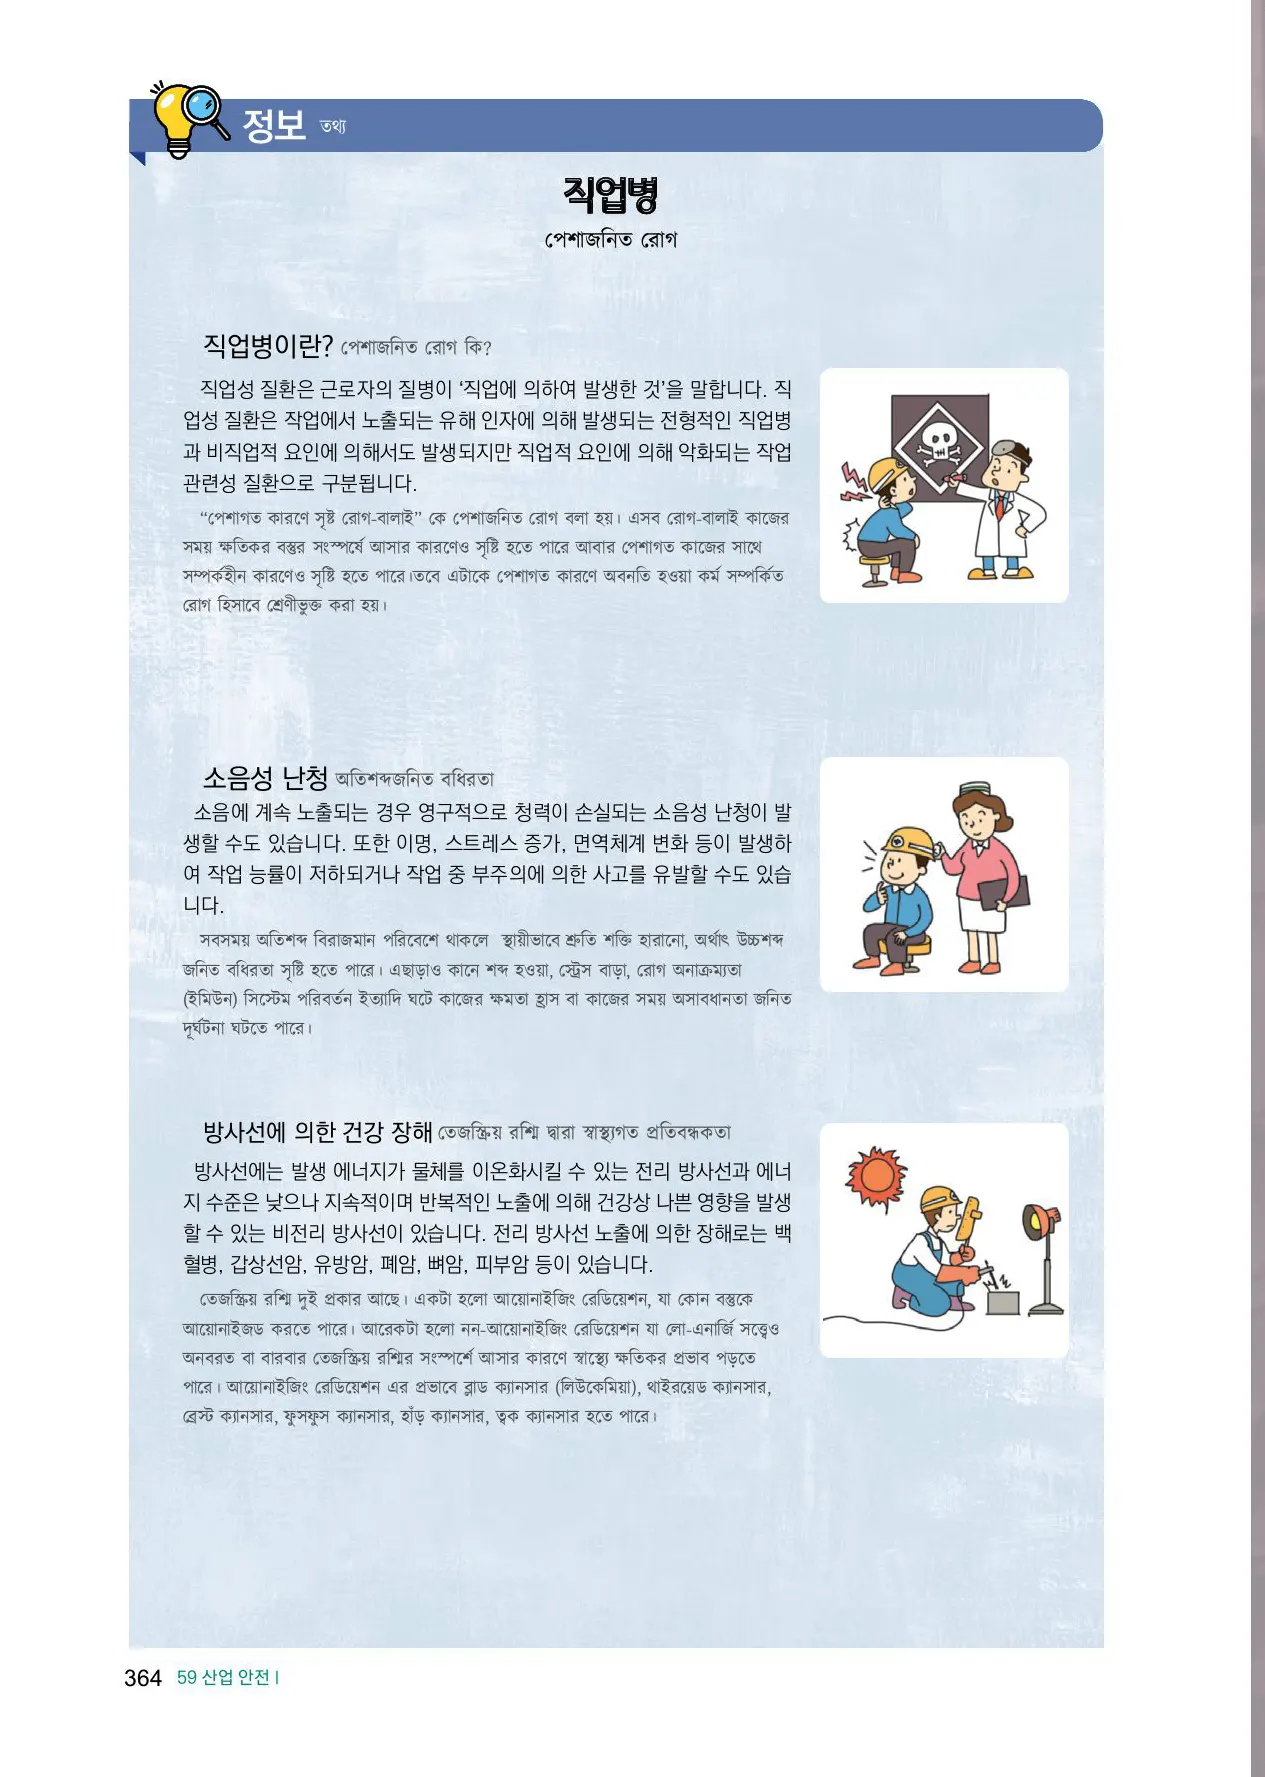 정보 তথ্য
직업병
পেশাজনিত রোগ
직업병이란? পেশাজনিত রোগ কি?
직업성 질환은 근로자의 질병이 ‘직업에 의하여 발생한 것’을 말합니다. 직
업성 질환은 작업에서 노출되는 유해 인자에 의해 발생되는 전형적인 직업병
과 비직업적 요인에 의해서도 발생되지만 직업적 요인에 의해 악화되는 작업
관련성 질환으로 구분됩니다.
“পেশাগত কারণে সৃষ্ট রোগ-বালাই” কে পেশাজনিত রোগ বলা হয়। এসব রোগ-বালাই কাজের
সময় ক্ষতিকর বস্তুর সংস্পর্ষে আসার কারণেও সৃষ্টি হতে পারে আবার পেশাগত কাজের সাথে
সম্পর্কহীন কারণেও সৃষ্টি হতে পারে।তবে এটাকে পেশাগত কারণে অবনতি হওয়া কর্ম সম্পর্কিত
রোগ হিসাবে শ্রেণীভুক্ত করা হয়।
소음성 난청 অতিশব্দজনিত বধিরতা
소음에 계속 노출되는 경우 영구적으로 청력이 손실되는 소음성 난청이 발
생할 수도 있습니다. 또한 이명, 스트레스 증가, 면역체계 변화 등이 발생하
여 작업 능률이 저하되거나 작업 중 부주의에 의한 사고를 유발할 수도 있습
니다.
সবসময় অতিশব্দ বিরাজমান পরিবেশে থাকলে স্থায়ীভাবে শ্রুতি শক্তি হারানো, অর্থাৎ উচ্চশব্দ
জনিত বধিরতা সৃষ্টি হতে পারে। এছাড়াও কানে শব্দ হওয়া, স্ট্রেস বাড়া, রোগ অনাক্রম্যতা
(ইমিউন) সিস্টেম পরিবর্তন ইত্যাদি ঘটে কাজের ক্ষমতা হ্রাস বা কাজের সময় অসাবধানতা জনিত
দূর্ঘটনা ঘটতে পারে।
방사선에 의한 건강 장해 তেজস্ক্রিয় রশ্মি দ্বারা স্বাস্থ্যগত প্রতিবন্ধকতা
방사선에는 발생 에너지가 물체를 이온화시킬 수 있는 전리 방사선과 에너
지 수준은 낮으나 지속적이며 반복적인 노출에 의해 건강상 나쁜 영향을 발생
할 수 있는 비전리 방사선이 있습니다. 전리 방사선 노출에 의한 장해로는 백
혈병, 갑상선암, 유방암, 폐암, 뼈암, 피부암 등이 있습니다.
তেজস্ক্রিয় রশ্মি দুই প্রকার আছে। একটা হলো আয়োনাইজিং রেডিয়েশন, যা কোন বস্তুকে
আয়োনাইজড করতে পারে। আরেকটা হলো নন-আয়োনাইজিং রেডিয়েশন যা লো-এনার্জি সত্ত্বেও
অনবরত বা বারবার তেজস্ক্রিয় রশ্মির সংস্পর্শে আসার কারণে স্বাস্থ্যে ক্ষতিকর প্রভাব পড়তে
পারে। আয়োনাইজিং রেডিয়েশন এর প্রভাবে ব্লাড ক্যানসার (লিউকেমিয়া), থাইরয়েড ক্যানসার,
ব্রেস্ট ক্যানসার, ফুসফুস ক্যানসার, হাঁড় ক্যানসার, ত্বক ক্যানসার হতে পারে।
364 59 산업 안전 Ⅰ